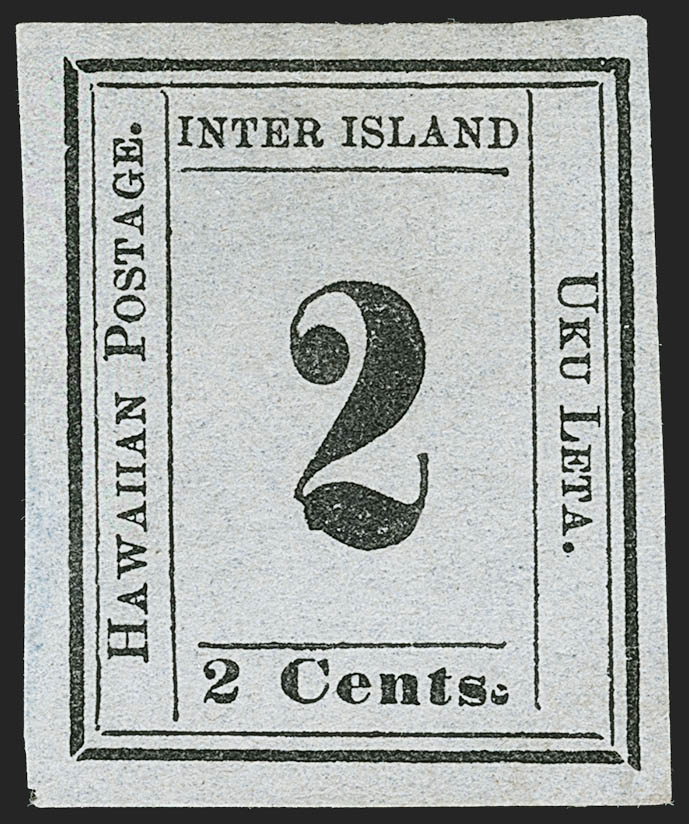 HAWAIIAN POSTAGE.
INTER ISLAND
2
2 Cents.
UKU LETA.